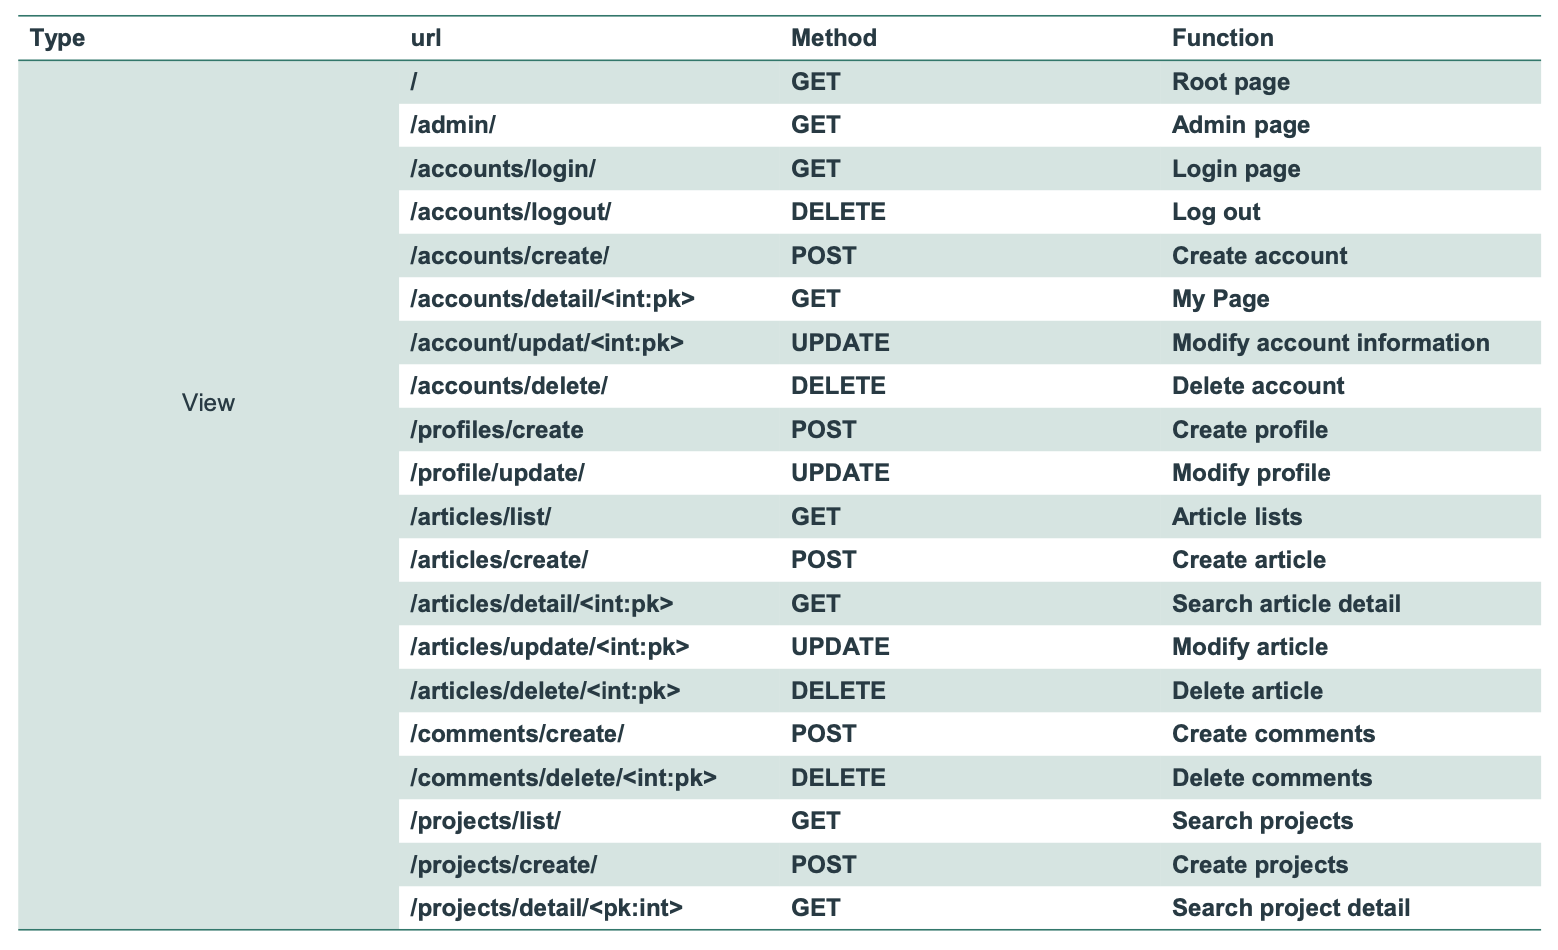 Type url Method Function
/ GET Root page
/admin/ GET Admin page
/accounts/login/ GET Login page
/accounts/logout/ DELETE Log out
/accounts/create/ POST Create account
/accounts/detail/<int:pk> GET My Page
/account/updat/<int:pk> UPDATE Modify account information
/accounts/delete/ DELETE Delete account
View
/profiles/create POST Create profile
/profile/update/ UPDATE Modify profile
/articles/list/ GET Article lists
/articles/create/ POST Create article
/articles/detail/<int:pk> GET Search article detail
/articles/update/<int:pk> UPDATE Modify article
/articles/delete/<int:pk> DELETE Delete article
/comments/create/ POST Create comments
/comments/delete/<int:pk> DELETE Delete comments
/projects/list/ GET Search projects
/projects/create/ POST Create projects
/projects/detail/<pk:int> GET Search project detail